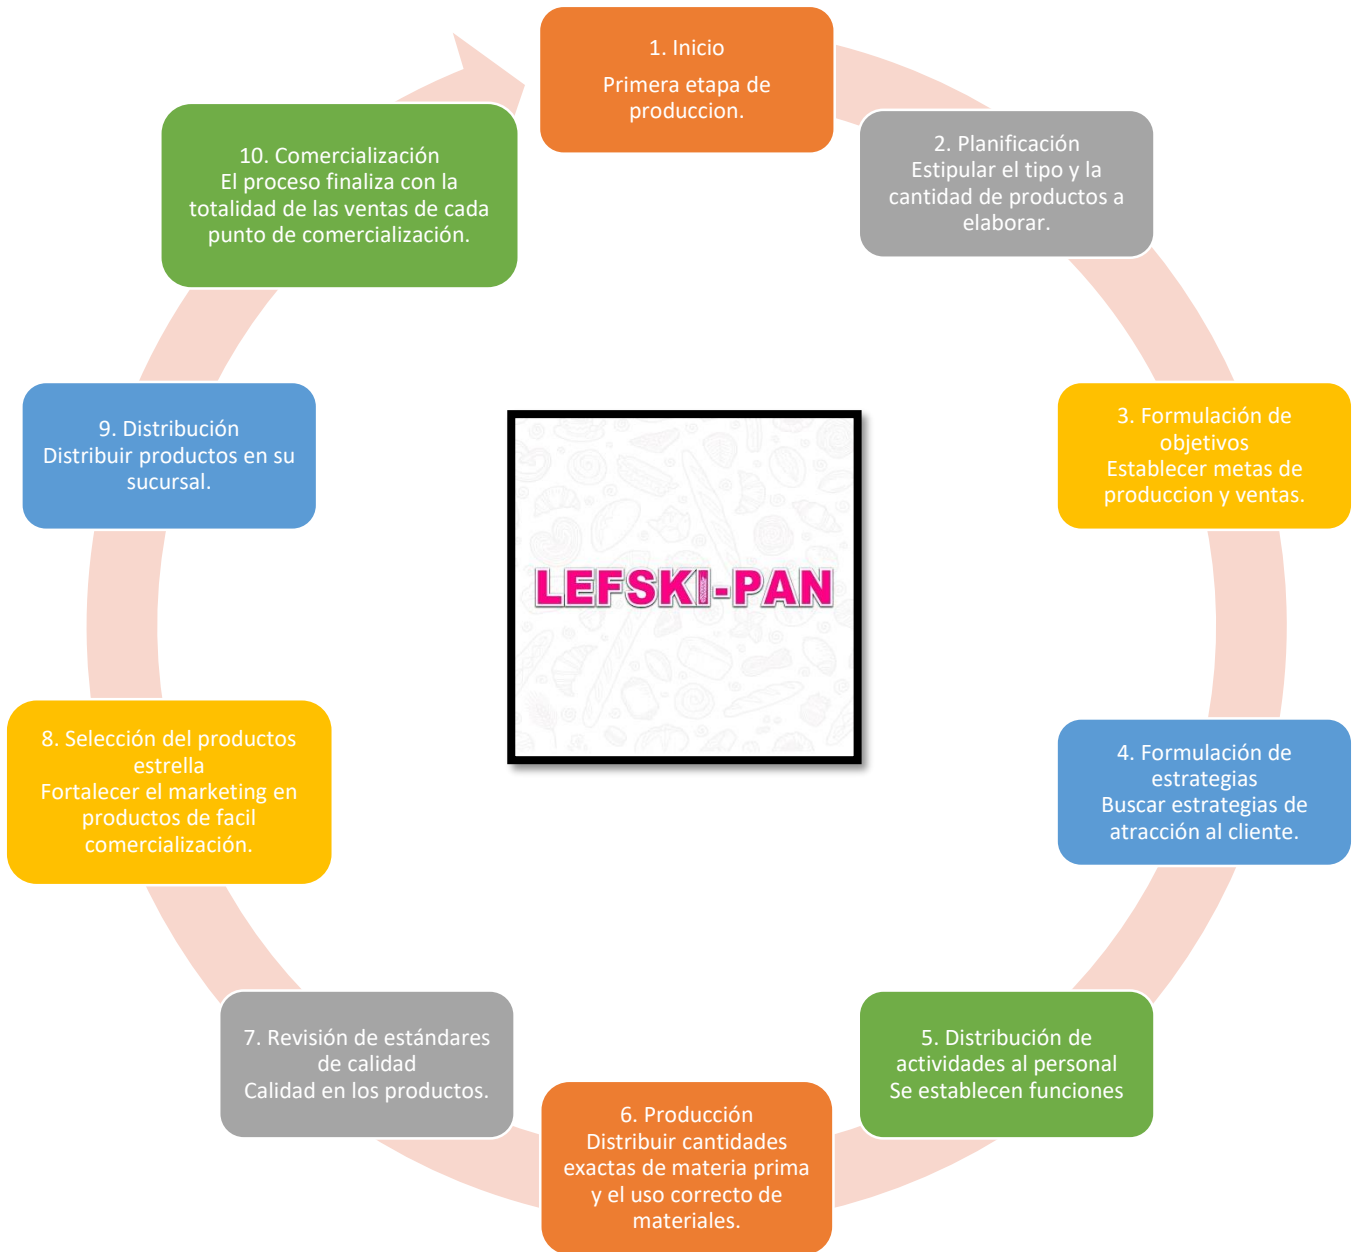 1. Inicio
Primera etapa de
produccion.
2. Planificación
Estipular el tipo y la
cantidad de productos a
elaborar.
3. Formulación de
objetivos
Establecer metas de
produccion y ventas.
4. Formulación de
estrategias
Buscar estrategias de
atracción al cliente.
5. Distribución de
actividades al personal
Se establecen funciones
6. Producción
Distribuir cantidades
exactas de materia prima
y el uso correcto de
materiales.
7. Revisión de estándares
de calidad
Calidad en los productos.
8. Selección del productos
estrella
Fortalecer el marketing en
productos de facil
comercialización.
9. Distribución
Distribuir productos en su
sucursal.
10. Comercialización
El proceso finaliza con la
totalidad de las ventas de cada
punto de comercialización.
LEFSKI-PAN